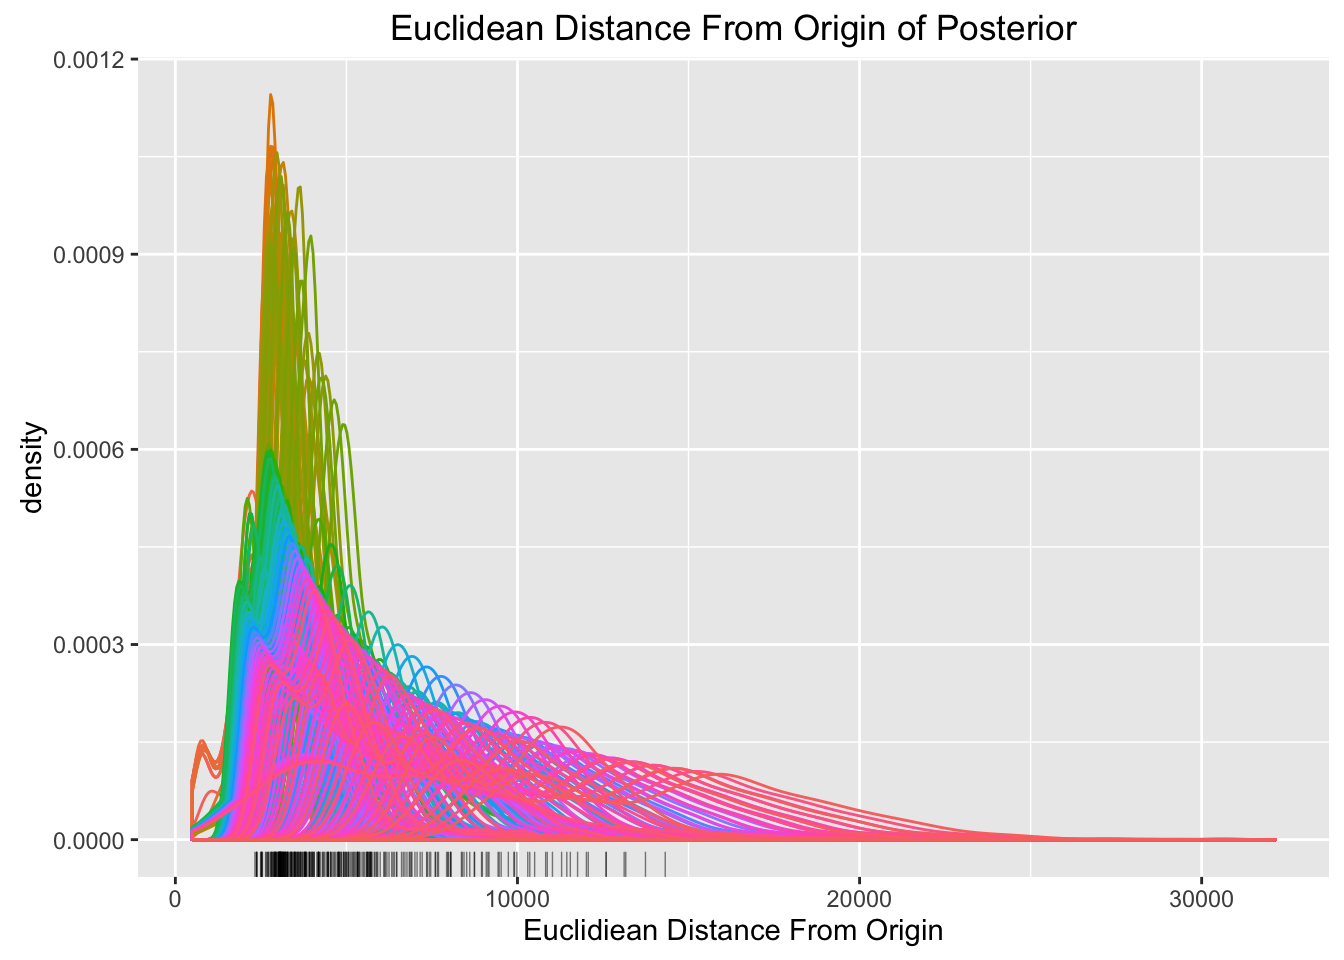 Euclidean Distance From Origin of Posterior
0.0012
0.0009
0.0006
0.0003
0.0000
density
0 10000 20000 30000
Euclidiean Distance From Origin